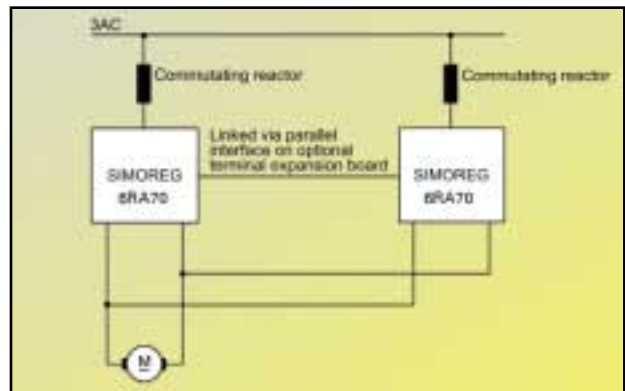 3AC
Commutating reactor
Commutating reactor
Linked via parallel
interface on optional
terminal expansion board
SIMOREG
6RA70
SIMOREG
6RA70
M